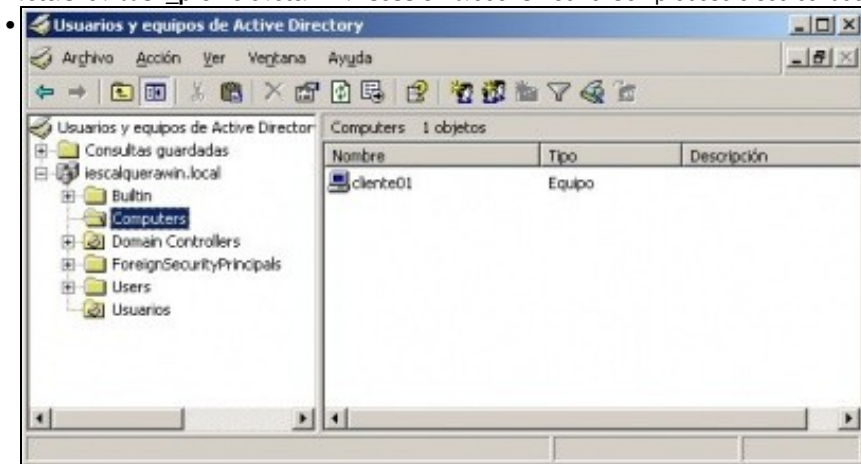 Usuarios y equipos de Active Directory
Archivo Acción Ver Ventana Ayuda
Usuarios y equipos de Active Director
Computers 1 objetos
Consultas guardadas
Nombre Tipo Descripción
iescalquerawin.local
cliente01 Equipo
Builtin
Computers
Domain Controllers
ForeignSecurityPrincipals
Users
Usuarios